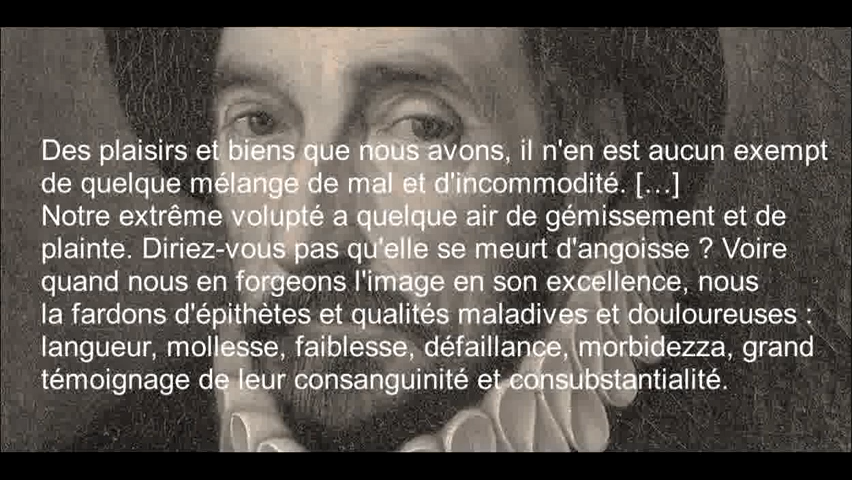 Des plaisirs et biens que nous avons, il n'en est aucun exempt
de quelque mélange de mal et d'incommodité. […]
Notre extrême volupté a quelque air de gémissement et de
plainte. Diriez-vous pas qu'elle se meurt d'angoisse ? Voire
quand nous en forgeons l'image en son excellence, nous
la fardons d'épithètes et qualités maladives et douloureuses :
langueur, mollesse, faiblesse, défaillance, morbidezza, grand
témoignage de leur consanguinité et consubstantialité.